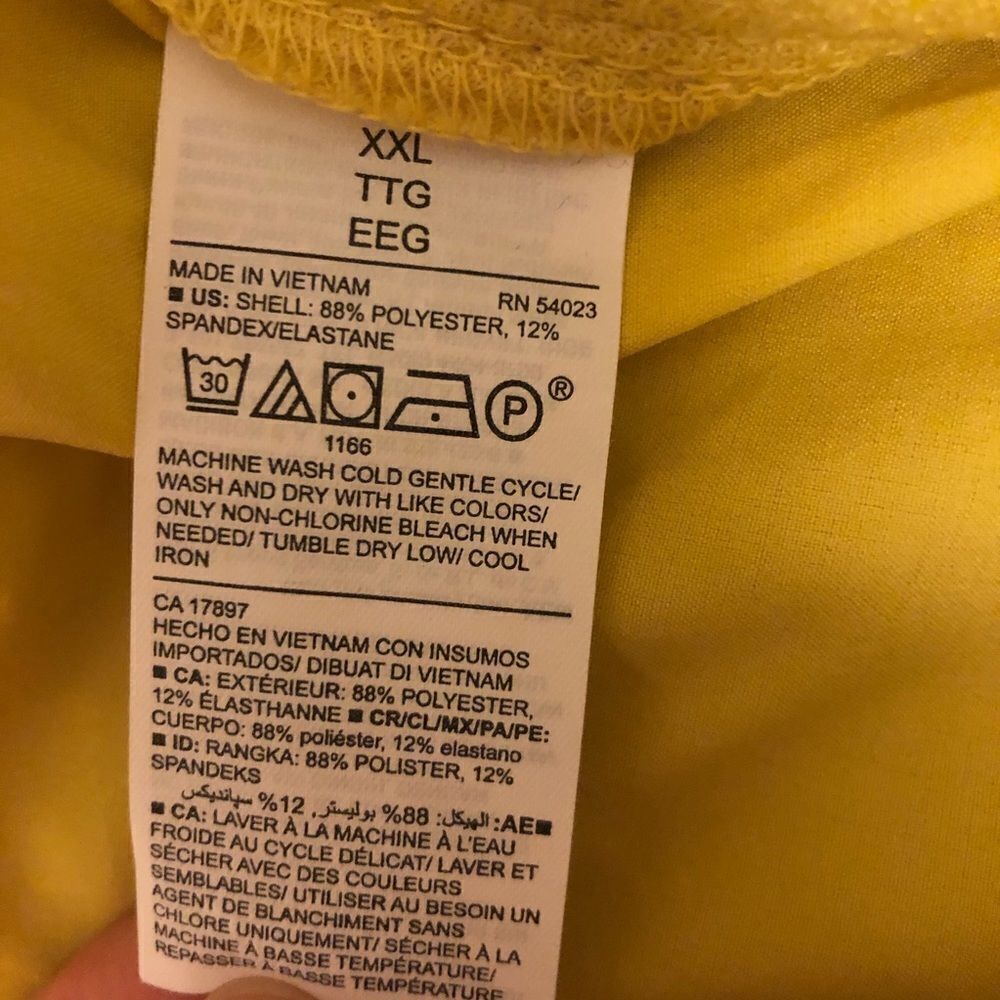 XXL
TTG
EEG
MADE IN VIETNAM
RN 54023
■ US: SHELL: 88% POLYESTER, 12%
SPANDEX/ELASTANE
30
P ®
1166
MACHINE WASH COLD GENTLE CYCLE/
WASH AND DRY WITH LIKE COLORS/
ONLY NON-CHLORINE BLEACH WHEN
NEEDED/ TUMBLE DRY LOW/ COOL
IRON
CA 17897
HECHO EN VIETNAM CON INSUMOS
IMPORTADOS/ DIBUAT DI VIETNAM
■ CA: EXTÉRIEUR: 88% POLYESTER,
12% ÉLASTHANNE ■ CR/CL/MX/PA/PE:
CUERPO: 88% poliéster, 12% elastano
■ ID: RANGKA: 88% POLISTER, 12%
SPANDEKS
■AE: الهيكل: 88% بوليستر, 12% سپانديكس
■ CA: LAVER À LA MACHINE À L'EAU
FROIDE AU CYCLE DÉLICAT/ LAVER ET
SÉCHER AVEC DES COULEURS
SEMBLABLES/ UTILISER AU BESOIN UN
AGENT DE BLANCHIMENT SANS
CHLORE UNIQUEMENT/ SÉCHER À LA
MACHINE À BASSE TEMPÉRATURE/
REPASSER À BASSE TEMPÉRATURE